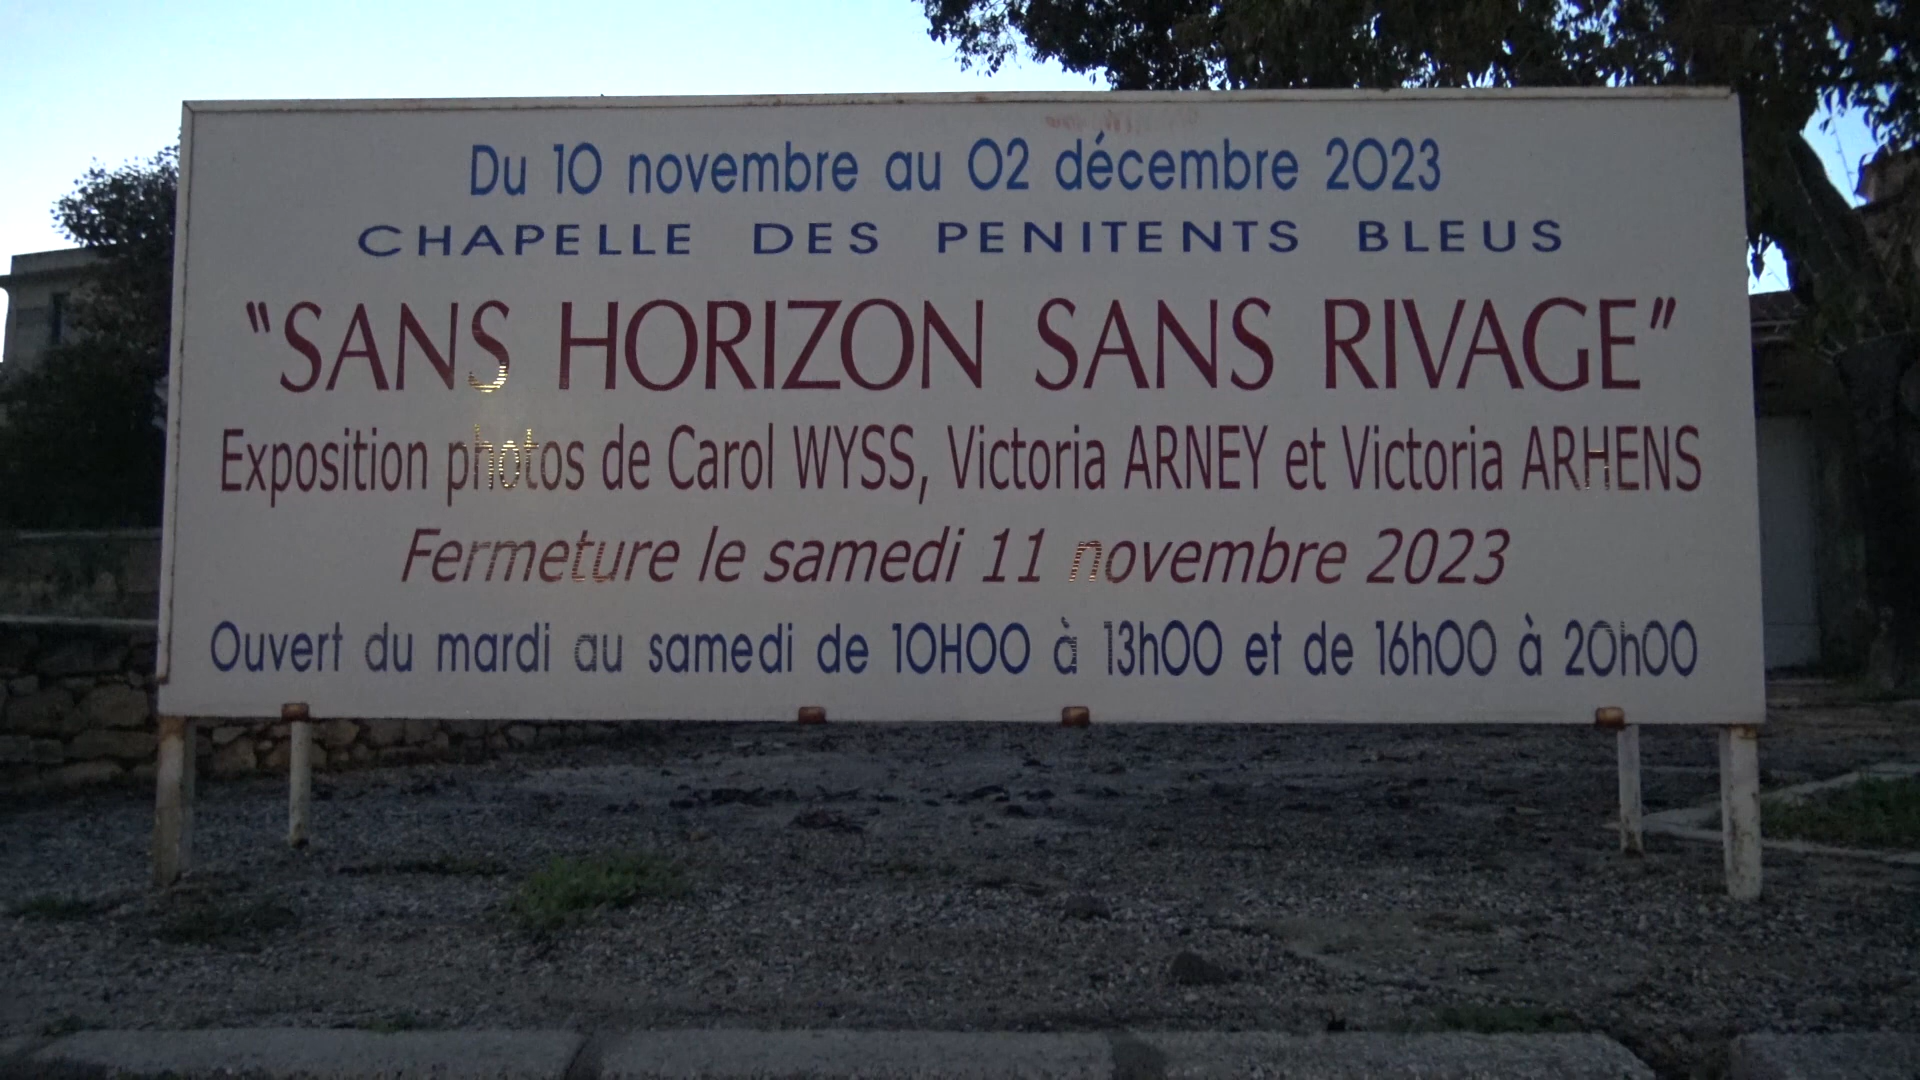 Du 10 novembre au 02 décembre 2023
CHAPELLE DES PENITENTS BLEUS
"SANS HORIZON SANS RIVAGE"
Exposition photos de Carol WYSS, Victoria ARNEY et Victoria ARHENS
Fermeture le samedi 11 novembre 2023
Ouvert du mardi au samedi de 10H00 à 13h00 et de 16h00 à 20h00